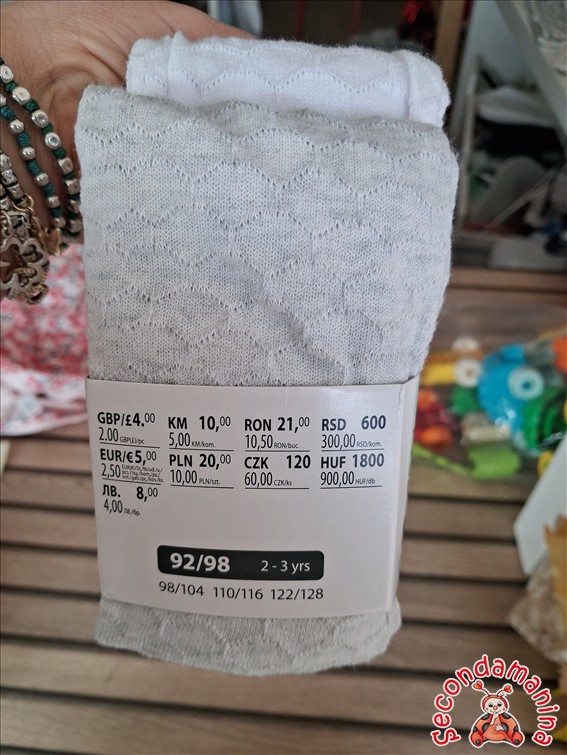 GBP/£4,00
2.00 GBP(£)/pc
KM 10,00
5,00 KM/kom.
RON 21,00
10,50 RON/buc.
RSD 600
300,00 RSD/kom.
EUR/€5,00
2,50
PLN 20,00
10,00 PLN/szt.
CZK 120
60,00 CZK/ks
HUF 1800
900,00 HUF/db
ЛВ. 8,00
4,00 ЛВ./бр.
92/98 2 - 3 yrs
98/104 110/116 122/128
Secondamanina